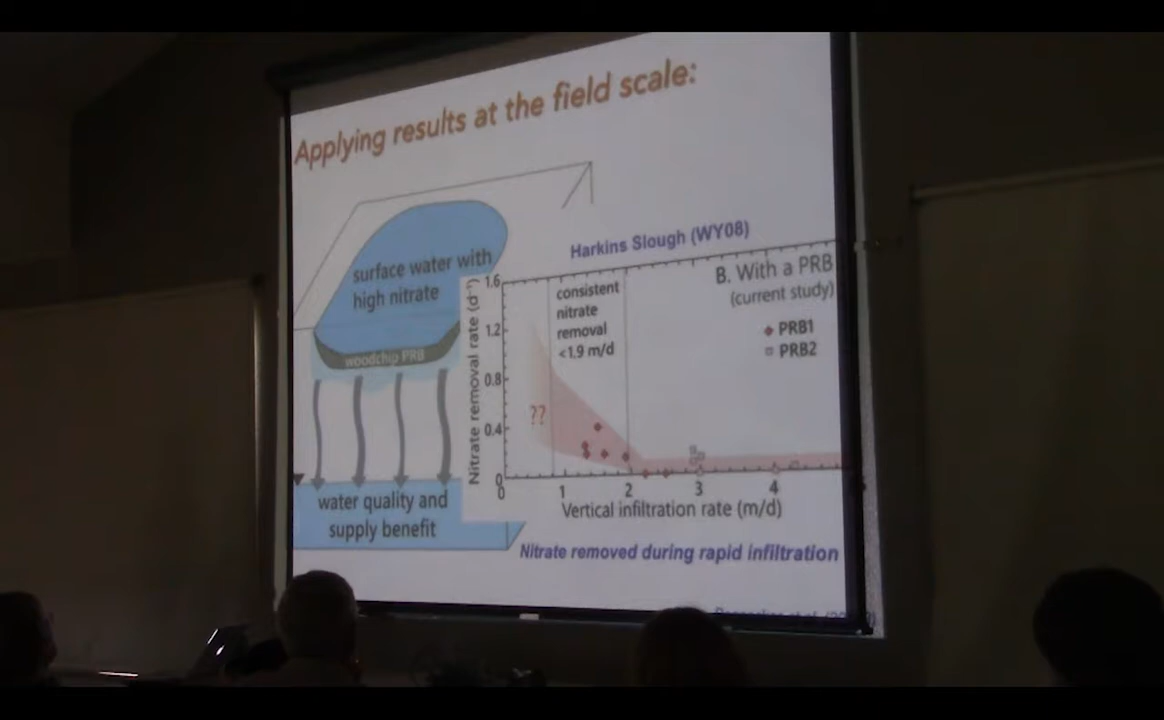 Applying results at the field scale:
surface water with
high nitrate
woodchip PRB
water quality and
supply benefit
Harkins Slough (WY08)
B. With a PRB
(current study)
PRB1
PRB2
consistent
nitrate
removal
<1.9 m/d
??
Nitrate removal rate (d⁻¹)
1.6
1.2
0.8
0.4
0
0 1 2 3 4
Vertical infiltration rate (m/d)
Nitrate removed during rapid infiltration